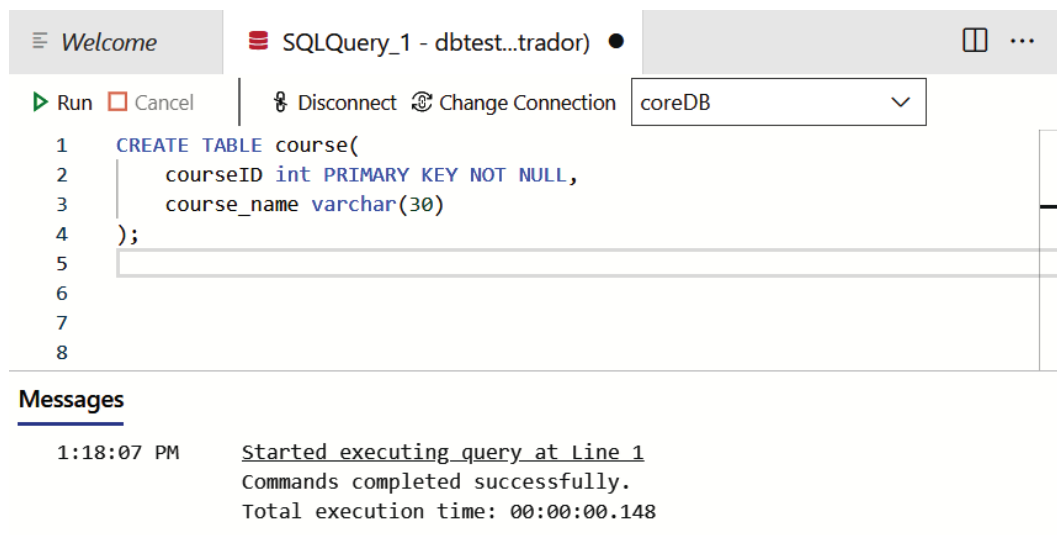 Welcome
SQLQuery_1 - dbtest...trador)
Run Cancel Disconnect Change Connection coreDB
1 CREATE TABLE course(
2 courseID int PRIMARY KEY NOT NULL,
3 course_name varchar(30)
4 );
5
6
7
8
Messages
1:18:07 PM Started executing query at Line 1
Commands completed successfully.
Total execution time: 00:00:00.148